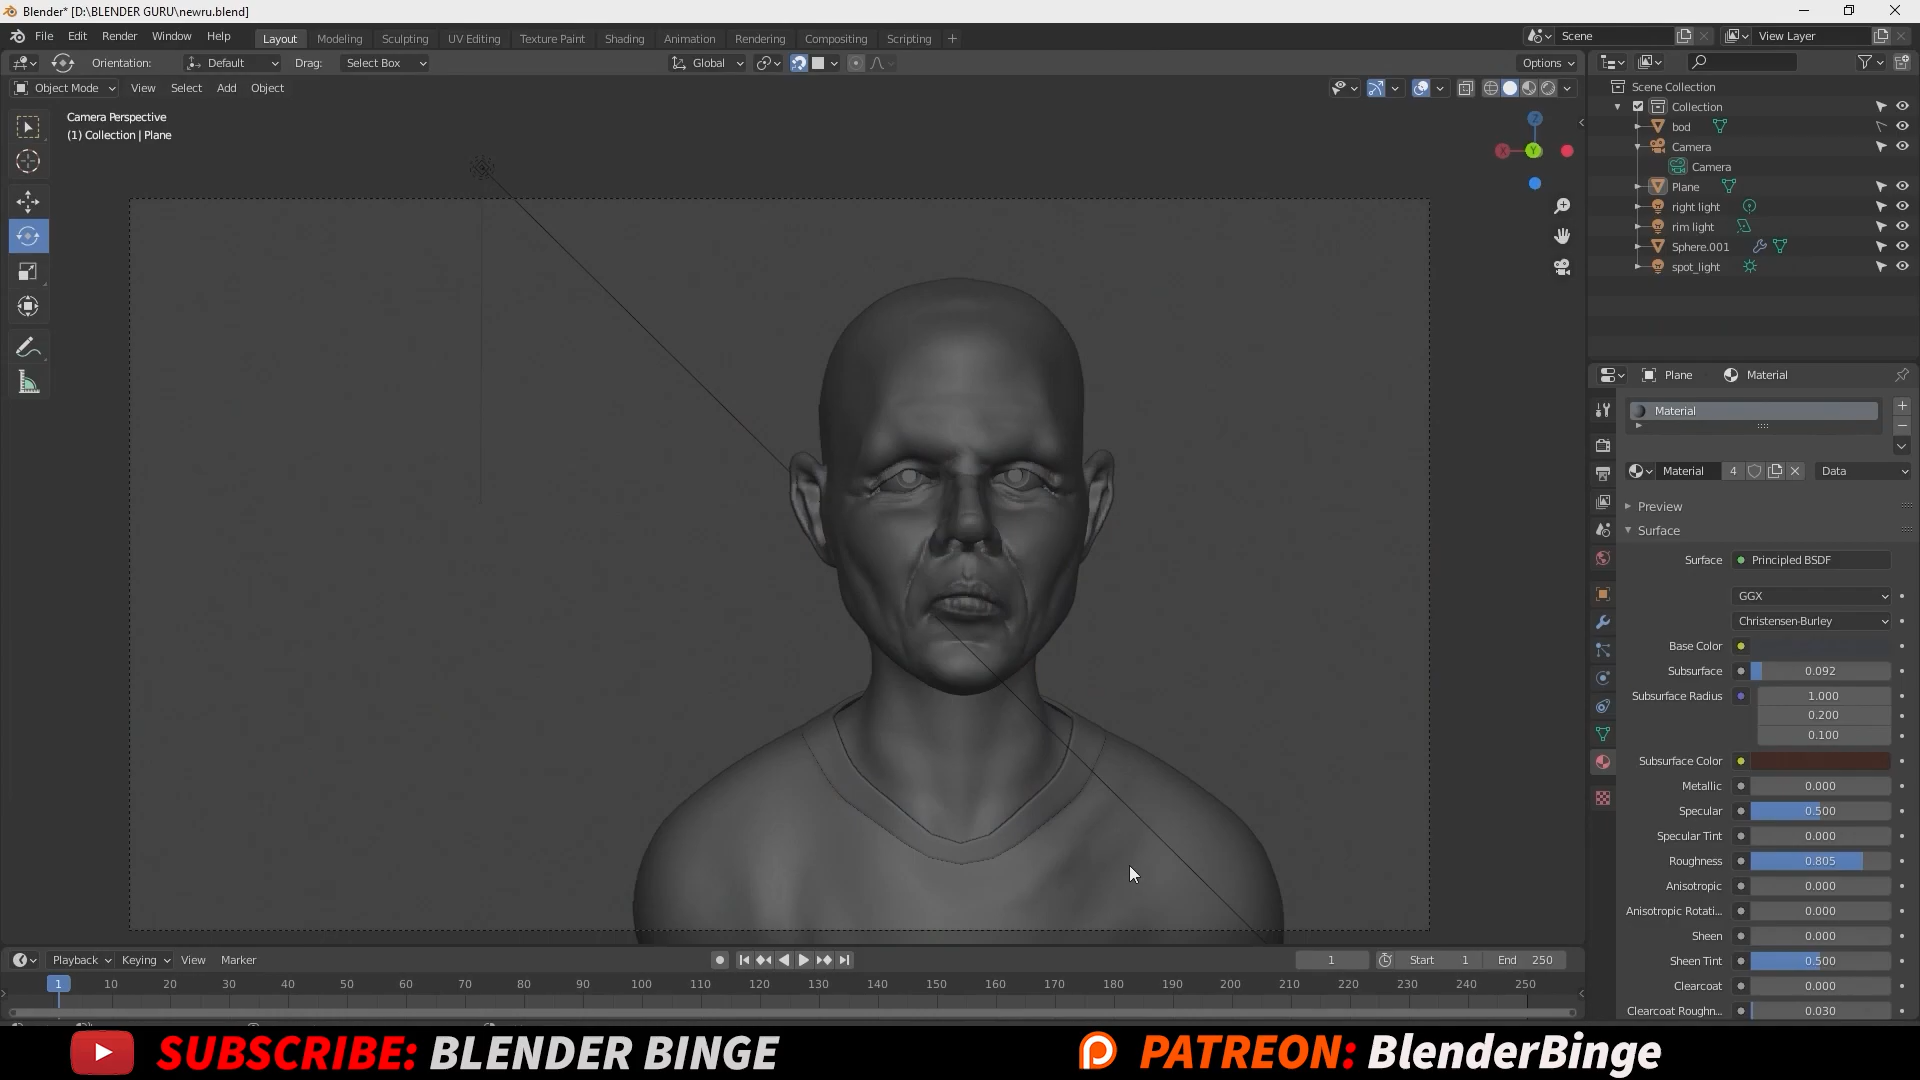 Blender* [D:\BLENDER GURU\newru.blend]
File Edit Render Window Help Layout Modeling Sculpting UV Editing Texture Paint Shading Animation Rendering Compositing Scripting + Scene View Layer
Orientation: Default Drag: Select Box Global Options
Object Mode View Select Add Object
Camera Perspective
(1) Collection | Plane
Z
X Y
Scene Collection
Collection
bod
Camera
Camera
Plane
right light
rim light
Sphere.001
spot_light
Plane Material
Material
Material 4 Data
Preview
Surface
Surface Principled BSDF
GGX
Christensen-Burley
Base Color
Subsurface 0.092
Subsurface Radius 1.000
0.200
0.100
Subsurface Color
Metallic 0.000
Specular 0.500
Specular Tint 0.000
Roughness 0.805
Anisotropic 0.000
Anisotropic Rotati... 0.000
Sheen 0.000
Sheen Tint 0.500
Clearcoat 0.000
Clearcoat Roughn... 0.030
Playback Keying View Marker 1 Start 1 End 250
1 10 20 30 40 50 60 70 80 90 100 110 120 130 140 150 160 170 180 190 200 210 220 230 240 250
SUBSCRIBE: BLENDER BINGE PATREON: BlenderBinge